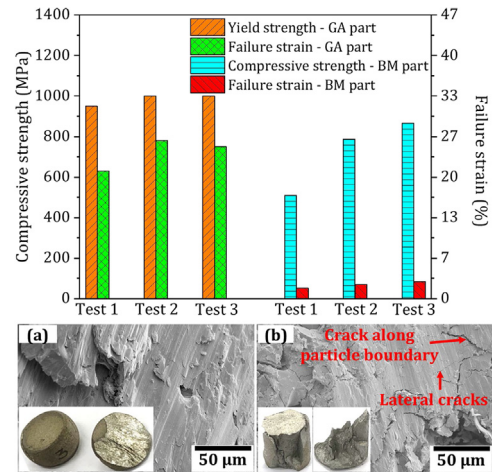 Yield strength - GA part
Failure strain - GA part
Compressive strength - BM part
Failure strain - BM part
Compressive strength (MPa)
1400
1200
1000
800
600
400
200
0
Test 1 Test 2 Test 3 Test 1 Test 2 Test 3
47
40
33
27
20
13
7
0
Failure strain (%)
(a)
3
50 µm
(b)
Crack along
particle boundary
Lateral cracks
50 µm